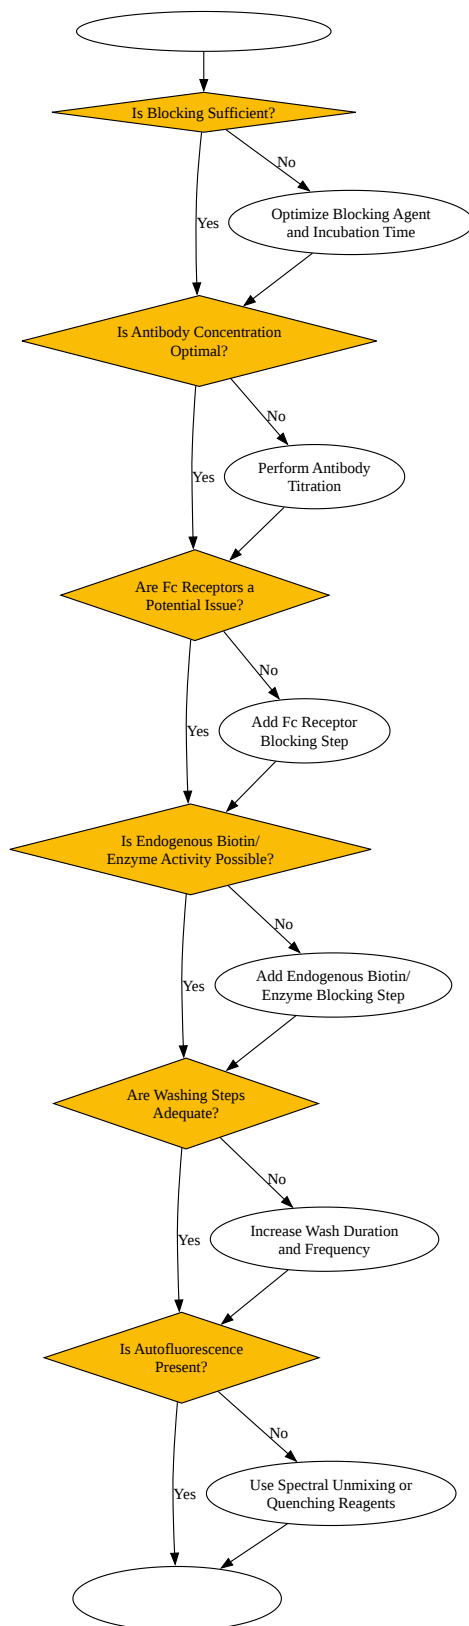 Is Blocking Sufficient?
No
Optimize Blocking Agent
and Incubation Time
Yes
Is Antibody Concentration
Optimal?
No
Perform Antibody
Titration
Yes
Are Fc Receptors a
Potential Issue?
No
Add Fc Receptor
Blocking Step
Yes
Is Endogenous Biotin/
Enzyme Activity Possible?
No
Add Endogenous Biotin/
Enzyme Blocking Step
Yes
Are Washing Steps
Adequate?
No
Increase Wash Duration
and Frequency
Yes
Is Autofluorescence
Present?
No
Use Spectral Unmixing or
Quenching Reagents
Yes